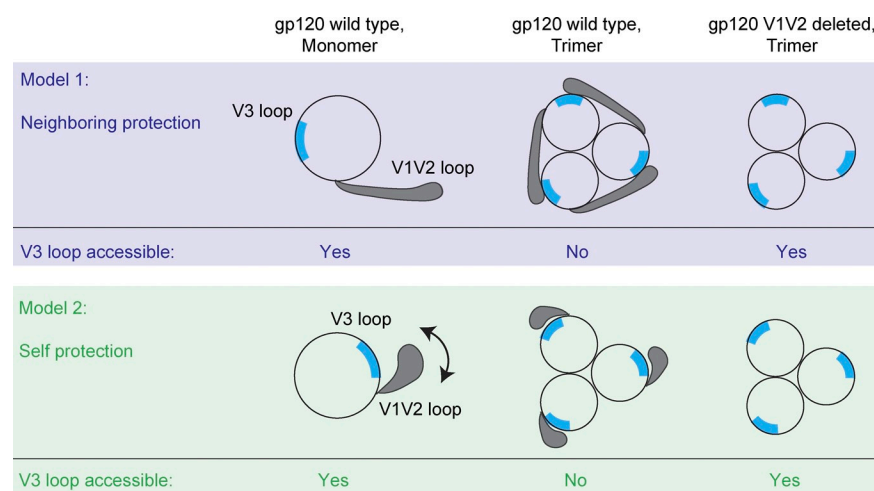 gp120 wild type,
Monomer
gp120 wild type,
Trimer
gp120 V1V2 deleted,
Trimer
Model 1:
Neighboring protection
V3 loop
V1V2 loop
V3 loop accessible:
Yes
No
Yes
Model 2:
Self protection
V3 loop
V1V2 loop
V3 loop accessible:
Yes
No
Yes